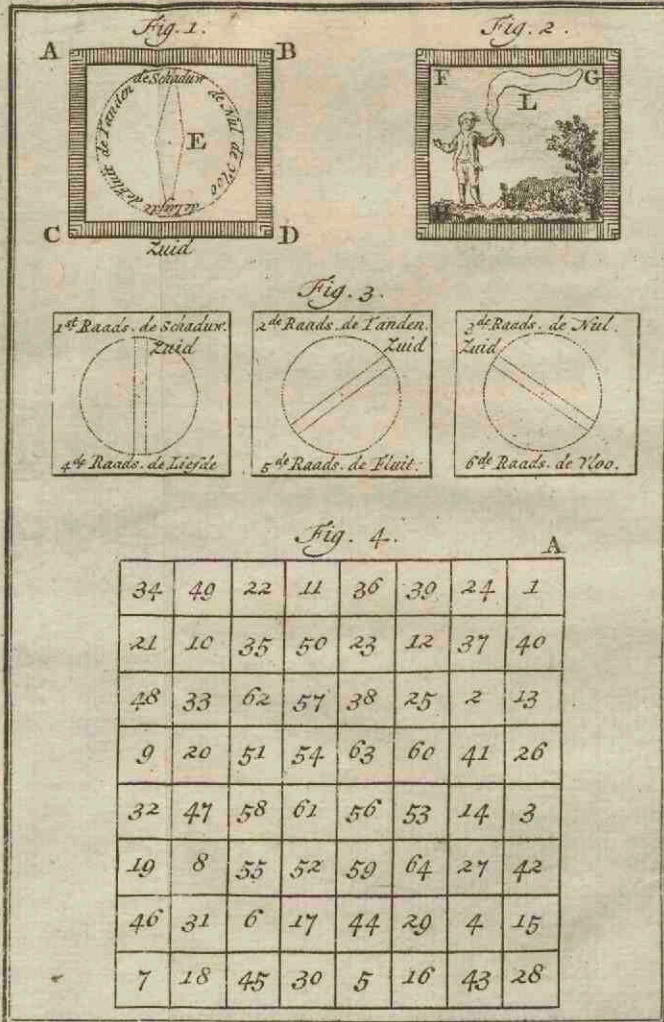 Fig. 1. Fig. 2.
A B
de Schaduw
de Nul
de Vloo
de Liefde
de Fluit
de Tanden
E
C D
Zuid
F G
L
H I
Fig. 3.
1st Raads. de Schaduw.
Zuid
4de Raads. de Liefde
2de Raads. de Tanden.
Zuid
5de Raads. de Fluit.
3de Raads. de Nul.
Zuid
6de Raads. de Vloo.
Fig. 4.
A
34 49 22 11 36 39 24 1
21 10 35 50 23 12 37 40
48 33 62 57 38 25 2 13
9 20 51 54 63 60 41 26
32 47 58 61 56 53 14 3
19 8 55 52 59 64 27 42
46 31 6 17 44 29 4 15
7 18 45 30 5 16 43 28